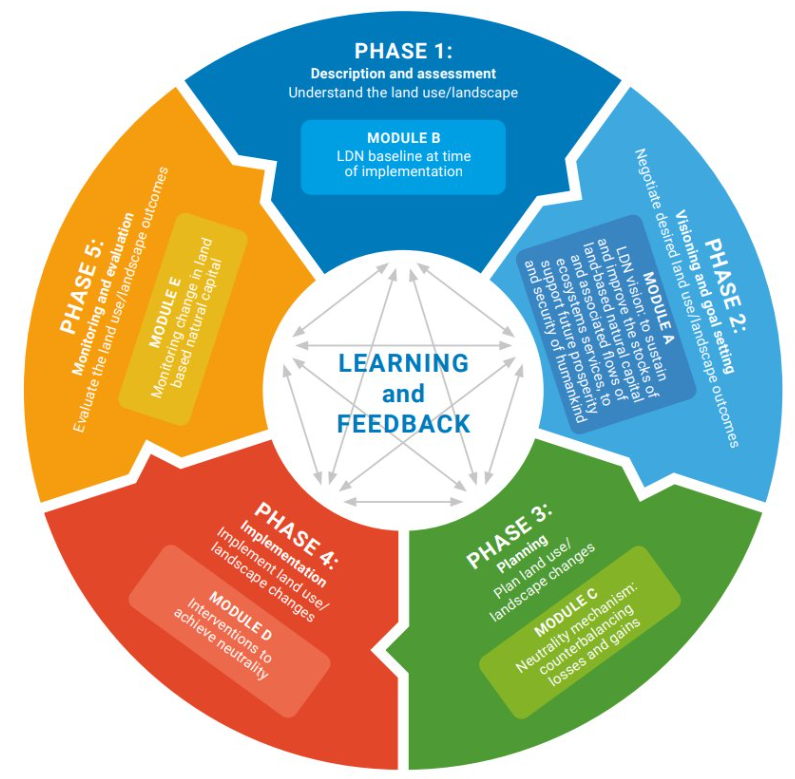 PHASE 1:
Description and assessment
Understand the land use/landscape
MODULE B
LDN baseline at time
of implementation
PHASE 2:
Visioning and goal setting
Negotiate desired land use/landscape outcomes
MODULE A
LDN vision: to sustain
and improve the stocks of
land-based natural capital
and associated flows of
ecosystems services, to
support future prosperity
and security of humankind
PHASE 3:
Planning
Plan land use/
landscape changes
MODULE C
Neutrality mechanism:
counterbalancing
losses and gains
PHASE 4:
Implementation
Implement land use/
landscape changes
MODULE D
Interventions to
achieve neutrality
PHASE 5:
Monitoring and evaluation
Evaluate the land use/landscape outcomes
MODULE E
Monitoring change in land
based natural capital
LEARNING
and
FEEDBACK